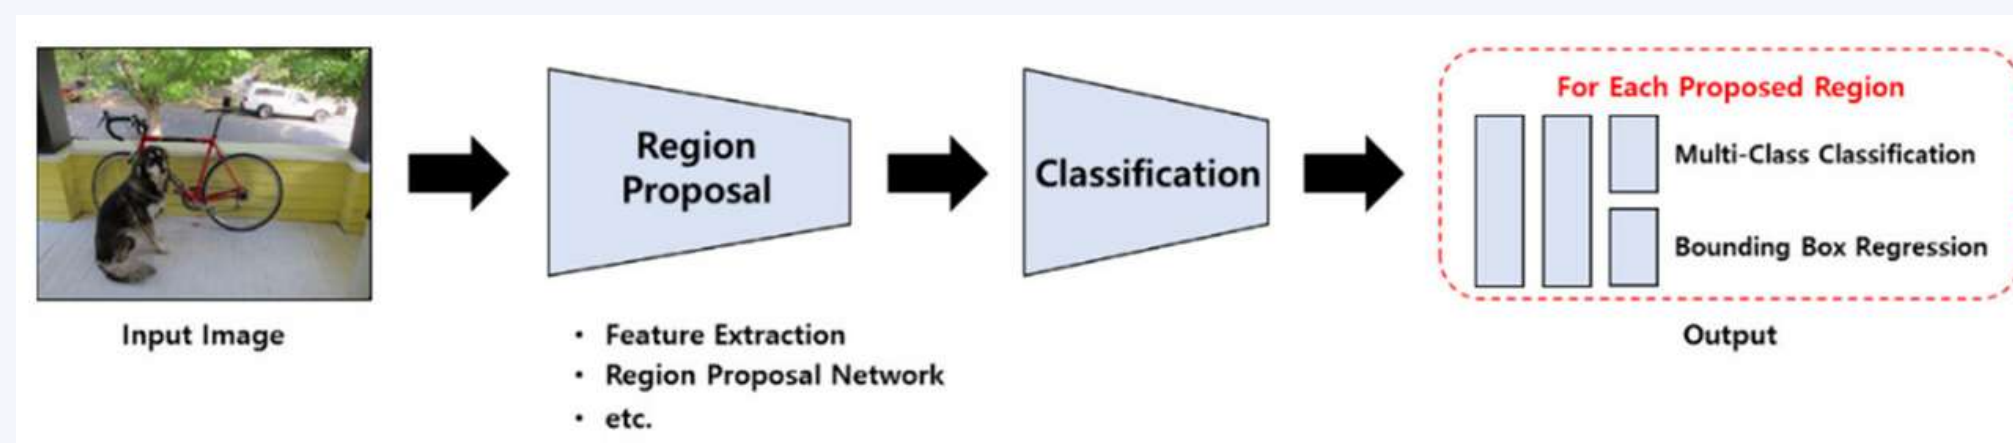 Region
Proposal
Classification
For Each Proposed Region
Multi-Class Classification
Bounding Box Regression
Input Image
• Feature Extraction
• Region Proposal Network
• etc.
Output